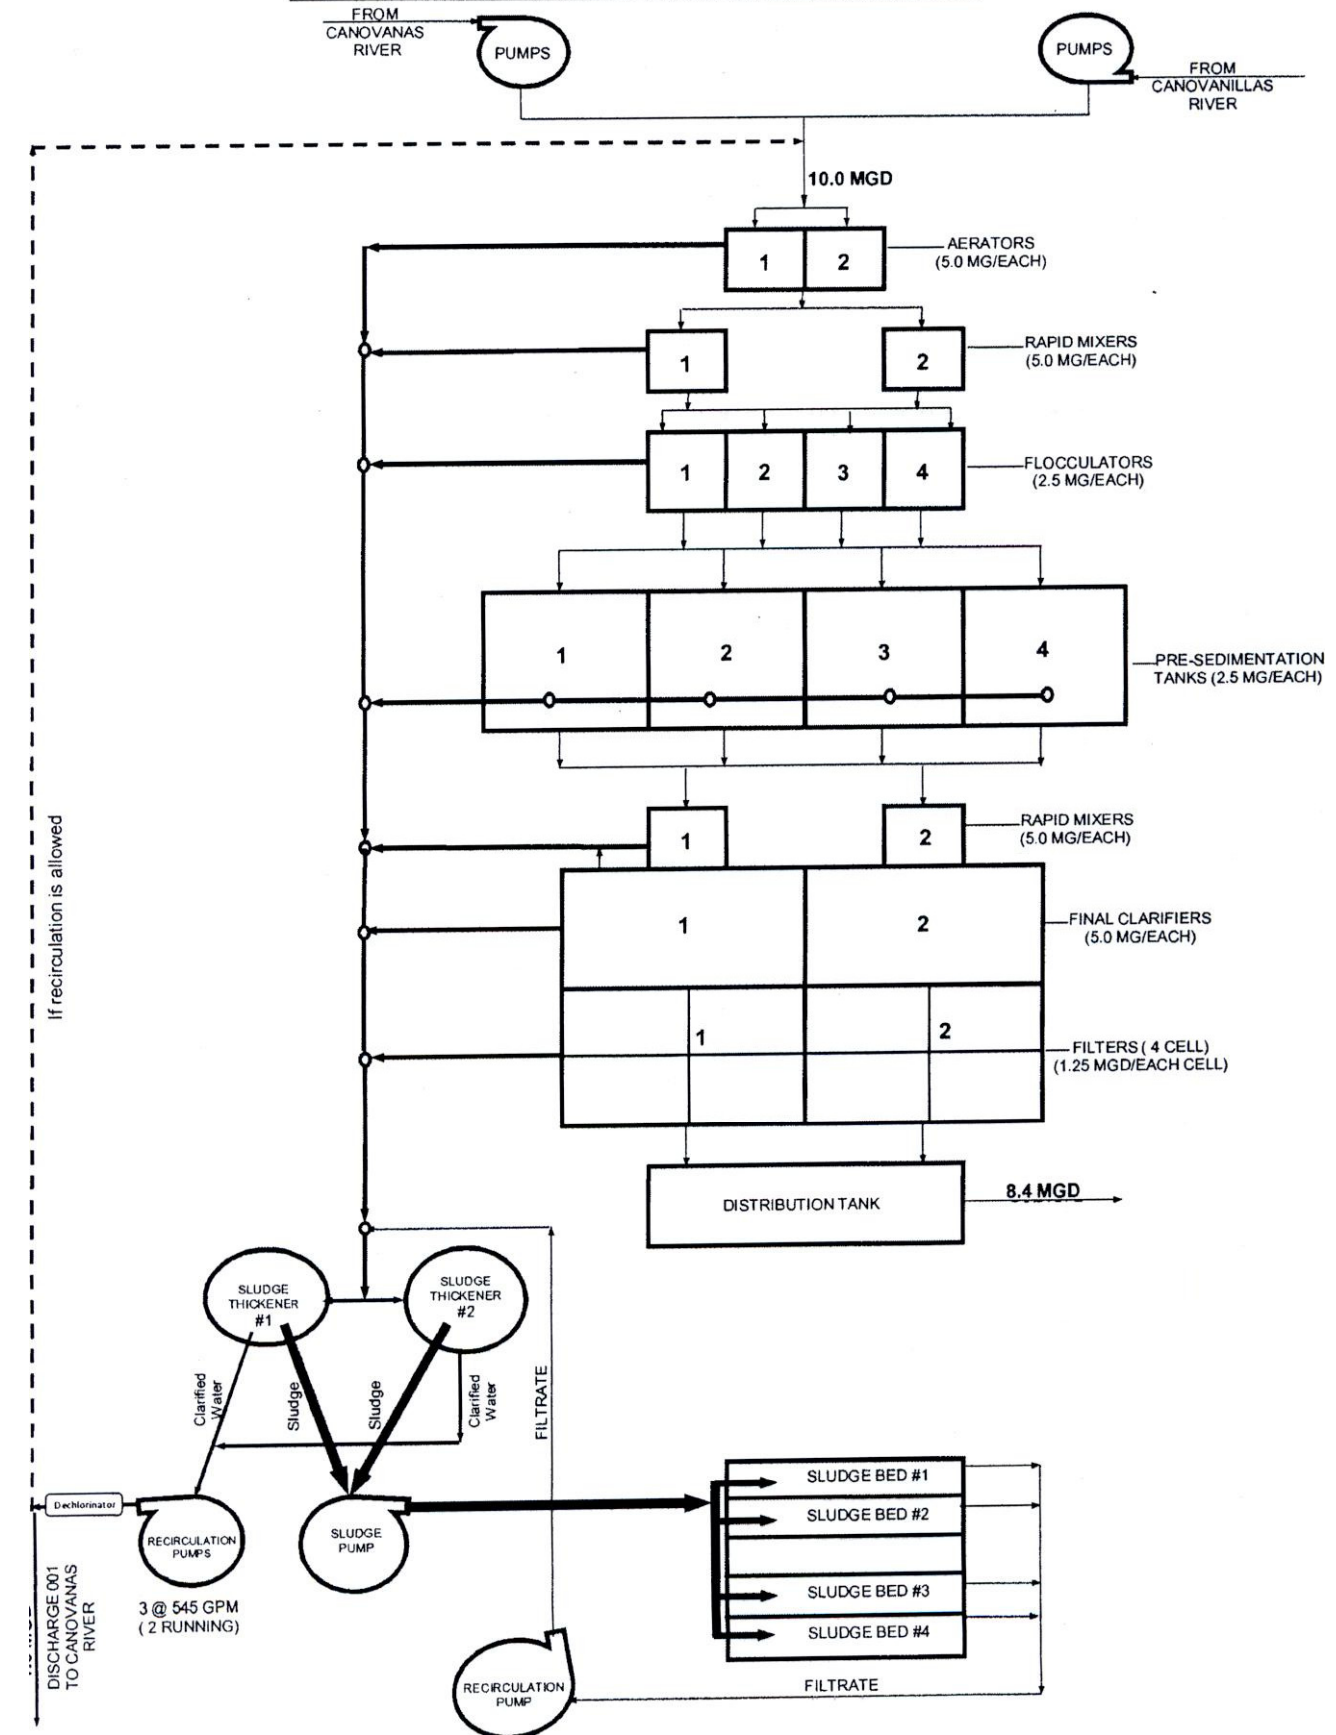 FROM
CANOVANAS
RIVER
PUMPS
PUMPS
FROM
CANOVANILLAS
RIVER
10.0 MGD
1
2
AERATORS
(5.0 MG/EACH)
1
2
RAPID MIXERS
(5.0 MG/EACH)
1
2
3
4
FLOCCULATORS
(2.5 MG/EACH)
1
2
3
4
PRE-SEDIMENTATION
TANKS (2.5 MG/EACH)
1
2
RAPID MIXERS
(5.0 MG/EACH)
If recirculation is allowed
1
2
FINAL CLARIFIERS
(5.0 MG/EACH)
1
2
FILTERS ( 4 CELL)
(1.25 MGD/EACH CELL)
DISTRIBUTION TANK
8.4 MGD
SLUDGE
THICKENER
#1
SLUDGE
THICKENER
#2
Clarified
Water
Sludge
Sludge
Clarified
Water
FILTRATE
Dechlorinator
RECIRCULATION
PUMPS
SLUDGE
PUMP
SLUDGE BED #1
SLUDGE BED #2
SLUDGE BED #3
SLUDGE BED #4
3 @ 545 GPM
( 2 RUNNING)
DISCHARGE 001
TO CANOVANAS
RIVER
RECIRCULATION
PUMP
FILTRATE